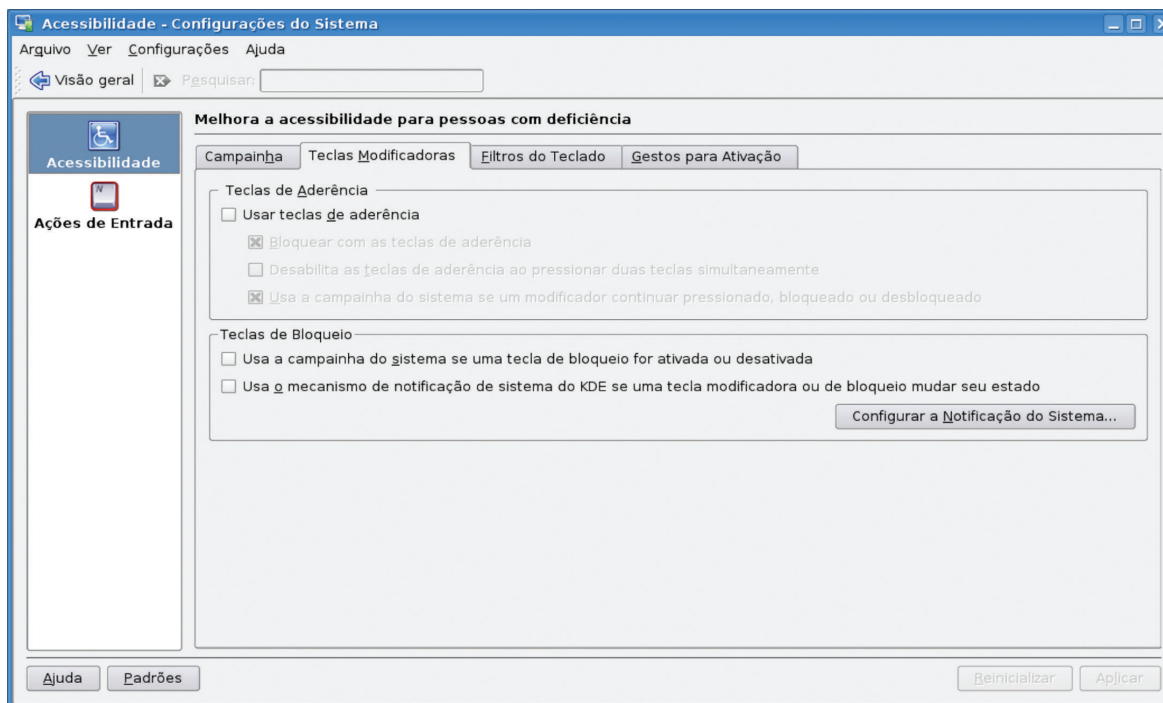 Acessibilidade - Configurações do Sistema
Arquivo Ver Configurações Ajuda
Visão geral Pesquisar:
Melhora a acessibilidade para pessoas com deficiência
Acessibilidade
Ações de Entrada
Campainha Teclas Modificadoras Filtros do Teclado Gestos para Ativação
Teclas de Aderência
Usar teclas de aderência
Bloquear com as teclas de aderência
Desabilita as teclas de aderência ao pressionar duas teclas simultaneamente
Usa a campainha do sistema se um modificador continuar pressionado, bloqueado ou desbloqueado
Teclas de Bloqueio
Usa a campainha do sistema se uma tecla de bloqueio for ativada ou desativada
Usa o mecanismo de notificação de sistema do KDE se uma tecla modificadora ou de bloqueio mudar seu estado
Configurar a Notificação do Sistema...
Ajuda Padrões Reinicializar Aplicar